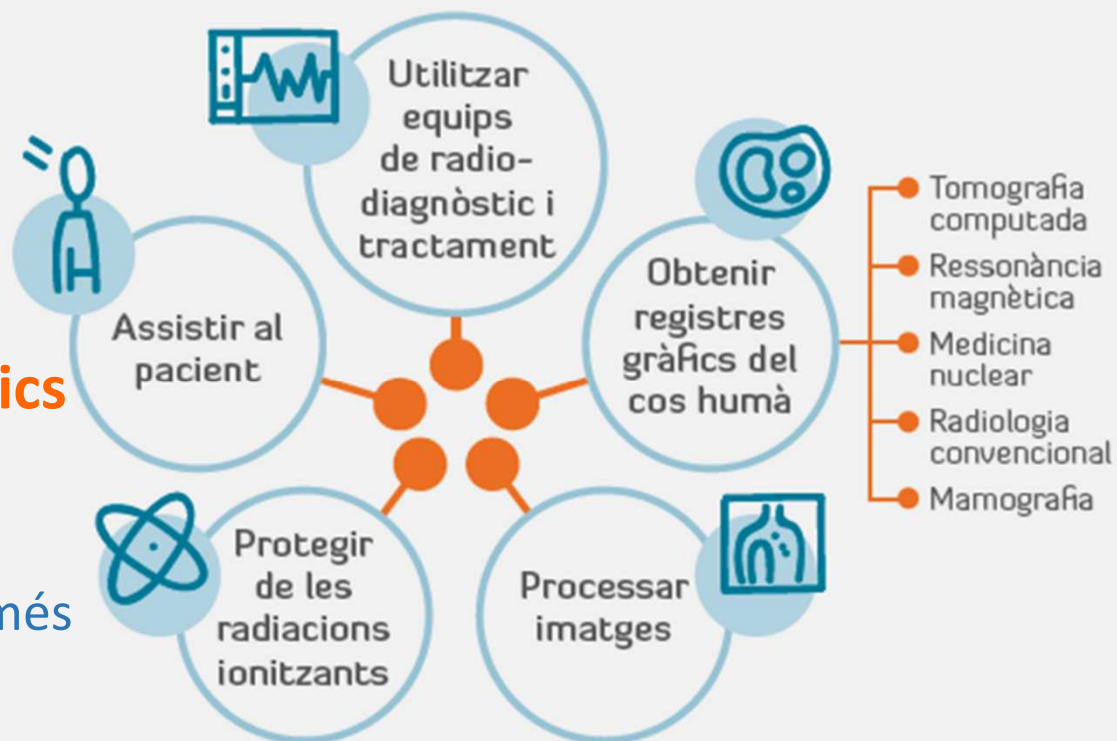 Utilitzar
equips
de radio-
diagnòstic i
tractament
Obtenir
registres
gràfics del
cos humà
Tomografia
computada
Ressonància
magnètica
Medicina
nuclear
Radiologia
convencional
Mamografia
Assistir al
pacient
ics
Protegir
de les
radiacions
ionitzants
més
Processar
imatges